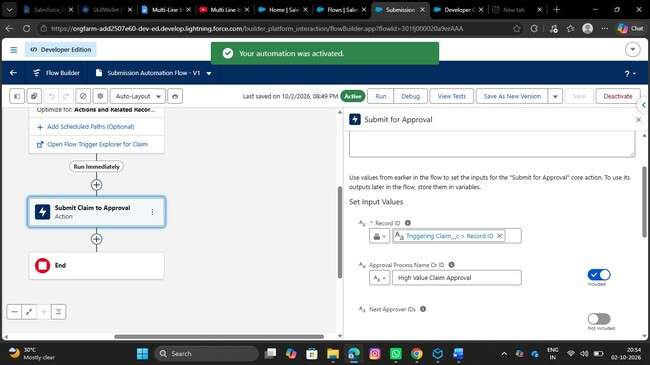 Salesforce_
SkillWallet
Multi-Line I
Multi Line In
Home | Sale
Flows | Sale
Submission
Developer
New tab
https://orgfarm-add2507e60-dev-ed.develop.lightning.force.com/builder_platform_interaction/flowBuilder.app?flowId=301fj000020a9erAAA
Chat
Developer Edition
Your automation was activated.
Flow Builder
Submission Automation Flow - V1
?
Auto-Layout
Last saved on 10/2/2026, 08:49 PM
Active
Run
Debug
View Tests
Save As New Version
Save
Deactivate
Optimize for: Actions and Related Recor...
+ Add Scheduled Paths (Optional)
Open Flow Trigger Explorer for Claim
Run Immediately
Submit Claim to Approval
Action
End
Submit for Approval
Use values from earlier in the flow to set the inputs for the "Submit for Approval" core action. To use its
outputs later in the flow, store them in variables.
Set Input Values
* Record ID
Triggering Claim__c > Record ID
Approval Process Name Or ID
High Value Claim Approval
Included
Next Approver IDs
Not Included
30°C
Mostly clear
Search
ENG
IN
20:54
02-10-2026